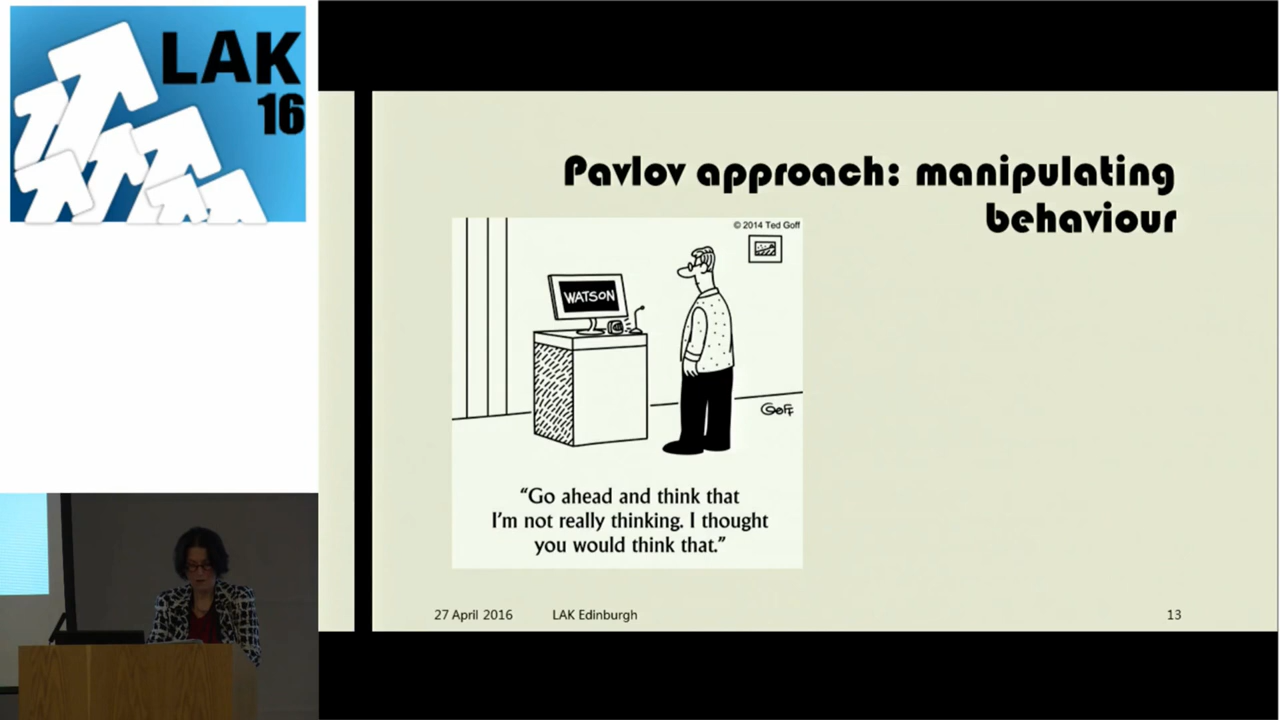 LAK
16
Pavlov approach: manipulating
behaviour
© 2014 Ted Goff
WATSON
GOFF
“Go ahead and think that
I'm not really thinking. I thought
you would think that.”
27 April 2016 LAK Edinburgh 13